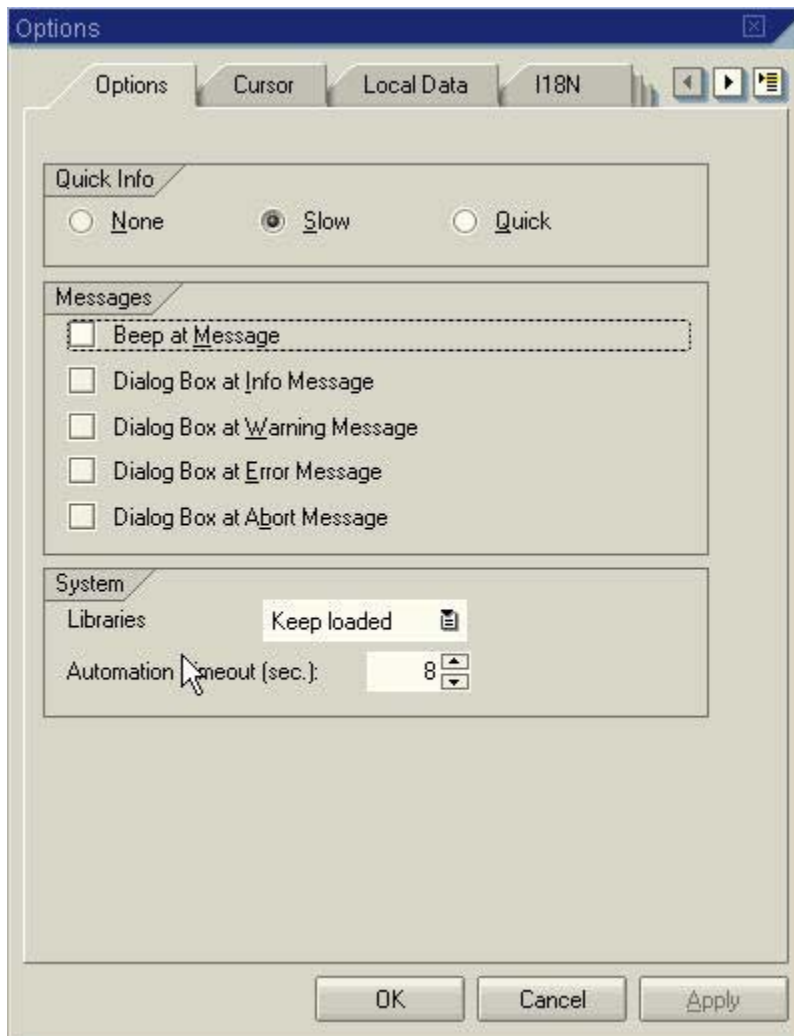 Options
Options Cursor Local Data I18N
Quick Info
None Slow Quick
Messages
Beep at Message
Dialog Box at Info Message
Dialog Box at Warning Message
Dialog Box at Error Message
Dialog Box at Abort Message
System
Libraries Keep loaded
Automation Timeout (sec.): 8
OK Cancel Apply